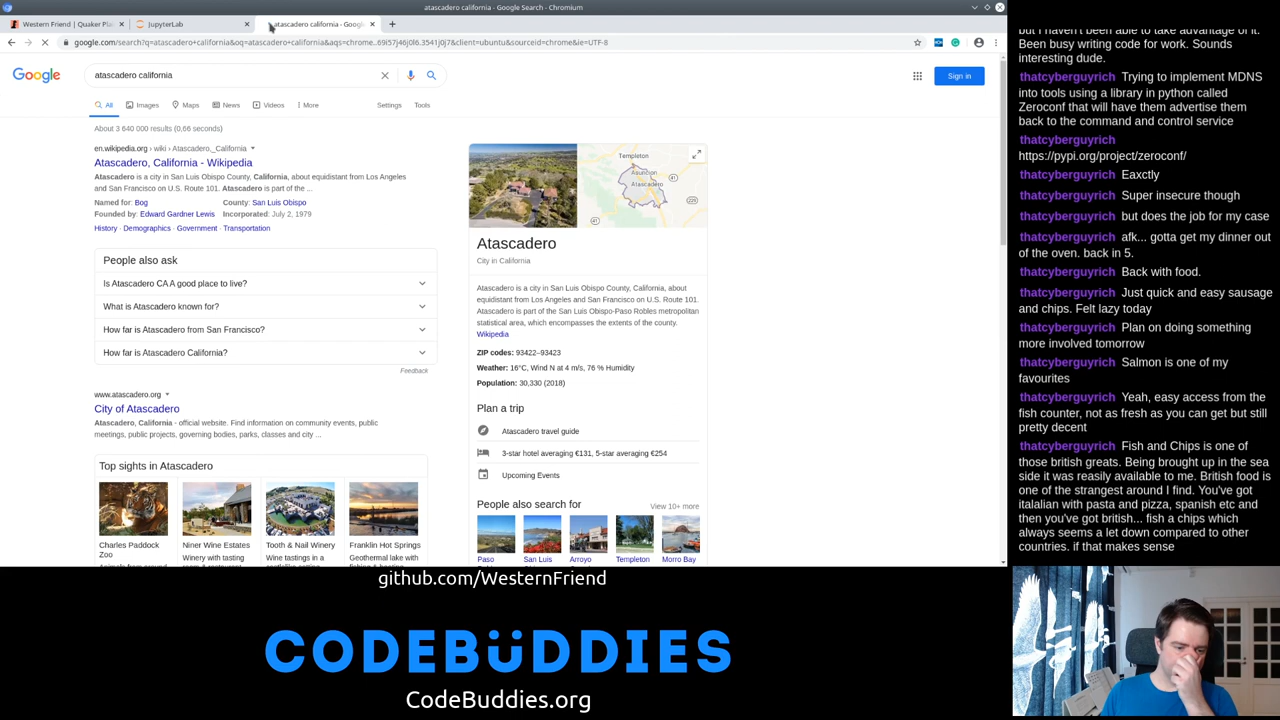 atascadero california - Google Search - Chromium
Western Friend | Quaker Pla
JupyterLab
atascadero california - Goog
google.com/search?q=atascadero+california&oq=atascadero+california&aqs=chrome..69i57j46j0l6.3541j0j7&client=ubuntu&sourceid=chrome&ie=UTF-8
Google
atascadero california
Sign in
All
Images
Maps
News
Videos
More
Settings
Tools
About 3 640 000 results (0,66 seconds)
en.wikipedia.org › wiki › Atascadero,_California
Atascadero, California - Wikipedia
Atascadero is a city in San Luis Obispo County, California, about equidistant from Los Angeles
and San Francisco on U.S. Route 101. Atascadero is part of the ...
Named for: Bog
County: San Luis Obispo
Founded by: Edward Gardner Lewis
Incorporated: July 2, 1979
History · Demographics · Government · Transportation
People also ask
Is Atascadero CA A good place to live?
What is Atascadero known for?
How far is Atascadero from San Francisco?
How far is Atascadero California?
Feedback
www.atascadero.org
City of Atascadero
Atascadero, California - official website. Find information on community events, public
meetings, public projects, governing bodies, parks, classes and city ...
Top sights in Atascadero
Charles Paddock
Zoo
Niner Wine Estates
Winery with tasting
Tooth & Nail Winery
Wine tastings in a
Franklin Hot Springs
Geothermal lake with
Templeton
Asuncion
Atascadero
41
229
41
Atascadero
City in California
Atascadero is a city in San Luis Obispo County, California, about
equidistant from Los Angeles and San Francisco on U.S. Route 101.
Atascadero is part of the San Luis Obispo-Paso Robles metropolitan
statistical area, which encompasses the extents of the county.
Wikipedia
ZIP codes: 93422–93423
Weather: 16°C, Wind N at 4 m/s, 76 % Humidity
Population: 30,330 (2018)
Plan a trip
Atascadero travel guide
3-star hotel averaging €131, 5-star averaging €254
Upcoming Events
People also search for
View 10+ more
Paso
San Luis
Arroyo
Templeton
Morro Bay
but I haven't been able to take advantage of it.
Been busy writing code for work. Sounds
interesting dude.
thatcyberguyrich Trying to implement MDNS
into tools using a library in python called
Zeroconf that will have them advertise them
back to the command and control service
thatcyberguyrich
https://pypi.org/project/zeroconf/
thatcyberguyrich Eaxctly
thatcyberguyrich Super insecure though
thatcyberguyrich but does the job for my case
thatcyberguyrich afk... gotta get my dinner out
of the oven. back in 5.
thatcyberguyrich Back with food.
thatcyberguyrich Just quick and easy sausage
and chips. Felt lazy today
thatcyberguyrich Plan on doing something
more involved tomorrow
thatcyberguyrich Salmon is one of my
favourites
thatcyberguyrich Yeah, easy access from the
fish counter, not as fresh as you can get but still
pretty decent
thatcyberguyrich Fish and Chips is one of
those british greats. Being brought up in the sea
side it was reasily available to me. British food is
one of the strangest around I find. You've got
italalian with pasta and pizza, spanish etc and
then you've got british... fish a chips which
always seems a let down compared to other
countries. if that makes sense
github.com/WesternFriend
CODEBÜDDIES
CodeBuddies.org